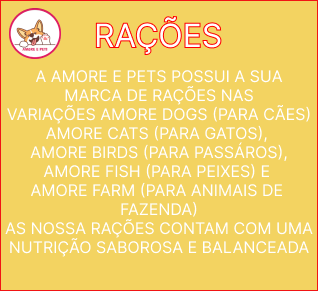 AMORE E PETS
RAÇÕES
A AMORE E PETS POSSUI A SUA
MARCA DE RAÇÕES NAS
VARIAÇÕES AMORE DOGS (PARA CÃES)
AMORE CATS (PARA GATOS),
AMORE BIRDS (PARA PASSÁROS),
AMORE FISH (PARA PEIXES) E
AMORE FARM (PARA ANIMAIS DE
FAZENDA)
AS NOSSA RAÇÕES CONTAM COM UMA
NUTRIÇÃO SABOROSA E BALANCEADA